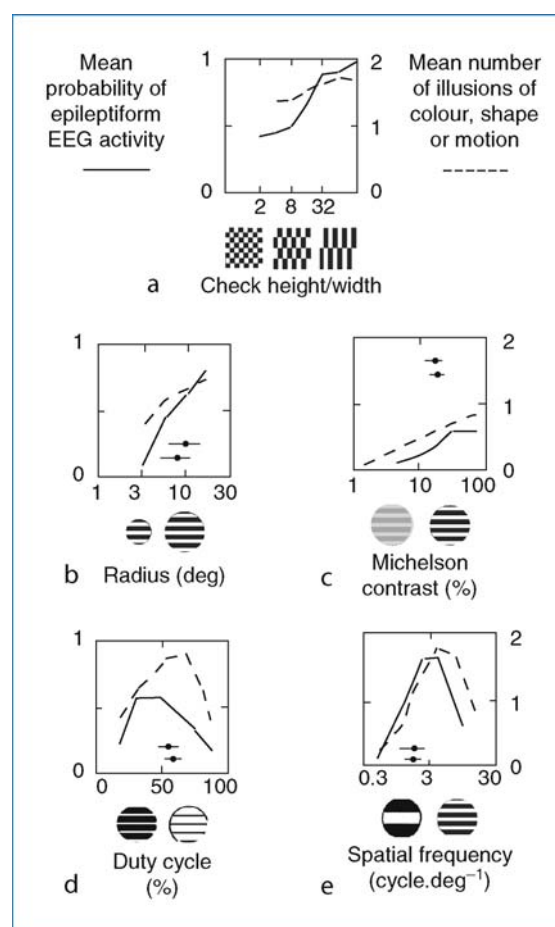 Mean
probability of
epileptiform
EEG activity
Mean number
of illusions of
colour, shape
or motion
1
0
2
1
0
2 8 32
a Check height/width
1
0
1 3 10 30
b Radius (deg)
2
1
0
10 100
c Michelson
contrast (%)
1
0
0 50 100
d Duty cycle
(%)
2
1
0
0.3 3 30
e Spatial frequency
(cycle.deg⁻¹)